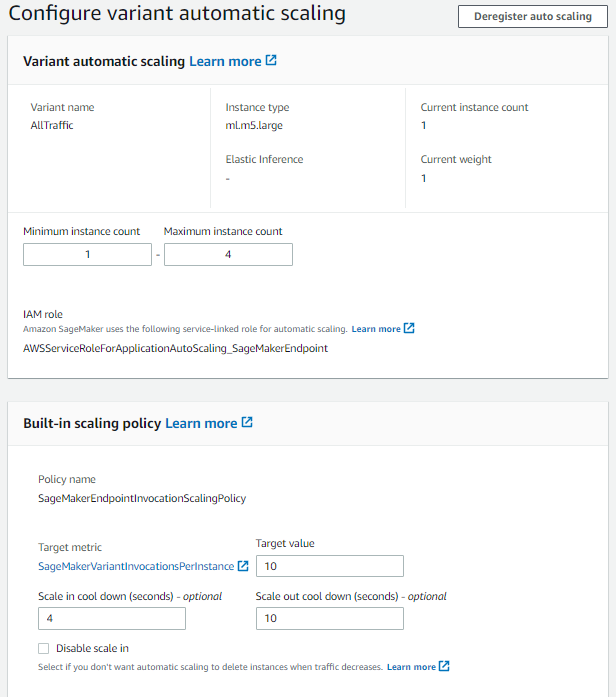 Configure variant automatic scaling
Deregister auto scaling
Variant automatic scaling Learn more
Variant name
AllTraffic
Instance type
ml.m5.large
Current instance count
1
Elastic Inference
-
Current weight
1
Minimum instance count Maximum instance count
1 - 4
IAM role
Amazon SageMaker uses the following service-linked role for automatic scaling. Learn more
AWSServiceRoleForApplicationAutoScaling_SageMakerEndpoint
Built-in scaling policy Learn more
Policy name
SageMakerEndpointInvocationScalingPolicy
Target metric
SageMakerVariantInvocationsPerInstance
Target value
10
Scale in cool down (seconds) - optional
4
Scale out cool down (seconds) - optional
10
Disable scale in
Select if you don't want automatic scaling to delete instances when traffic decreases. Learn more